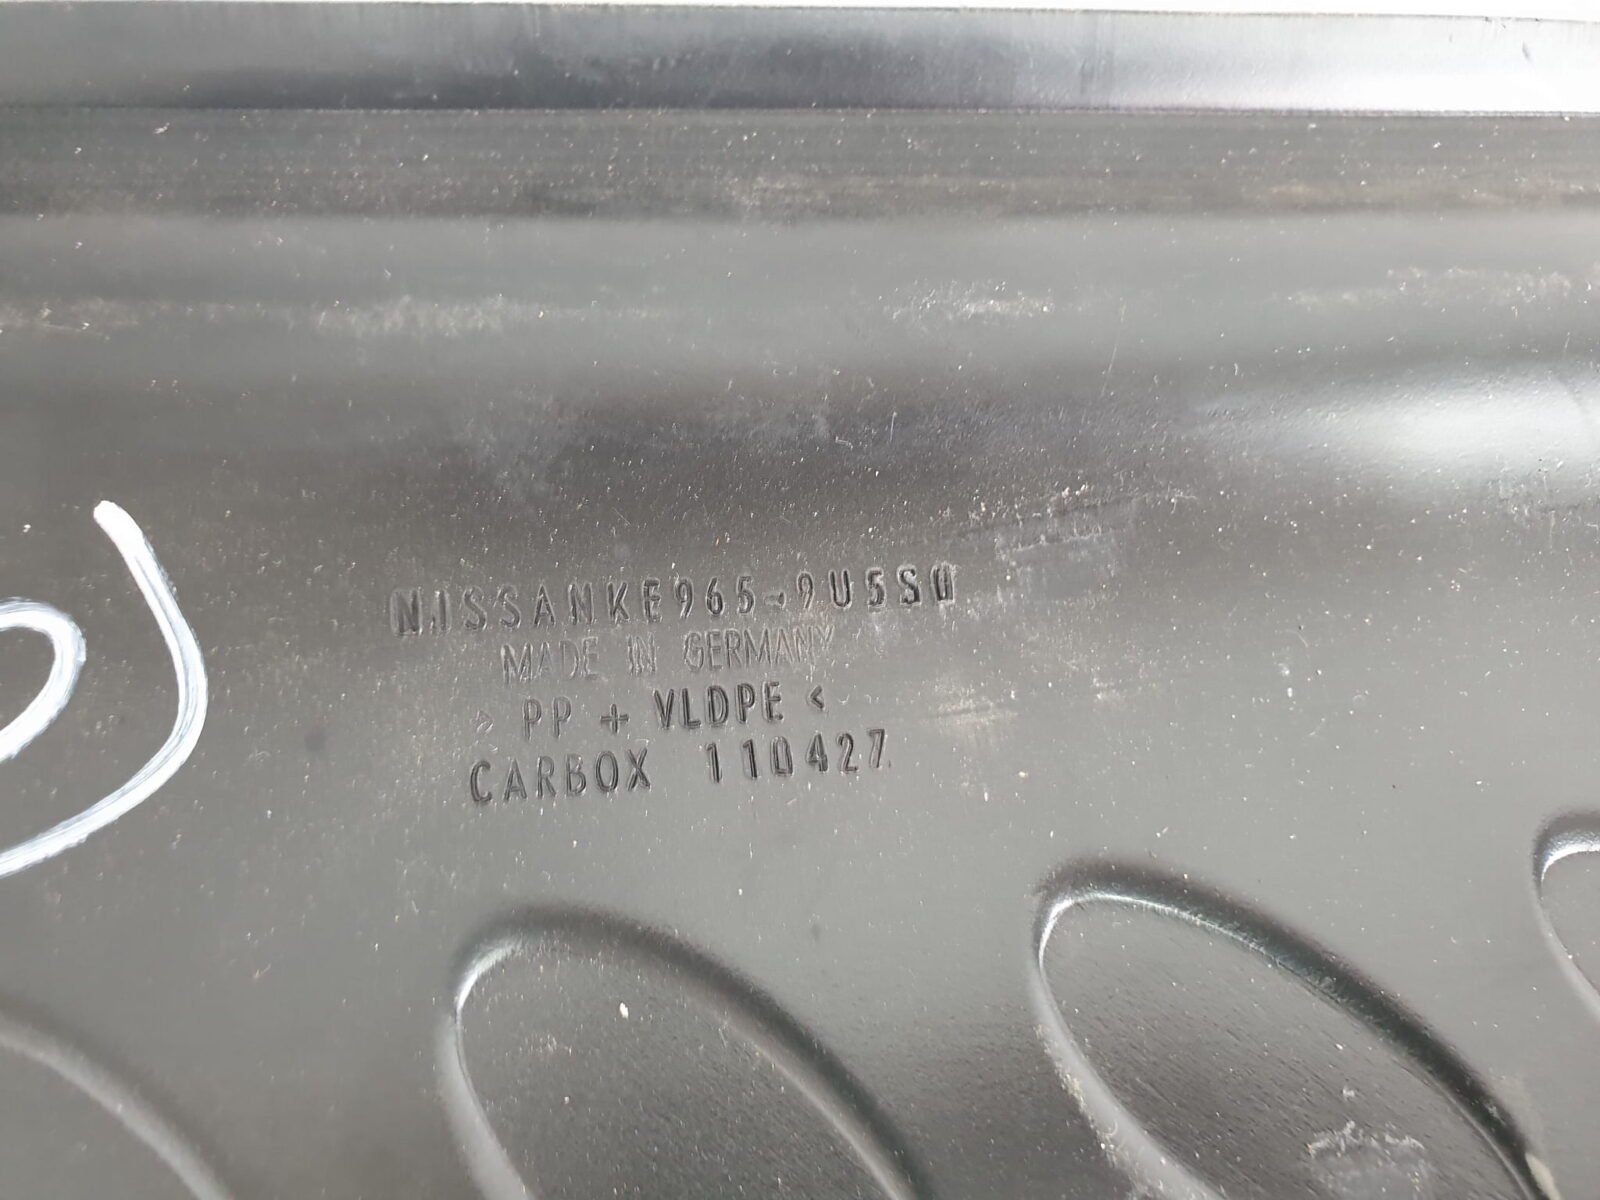 NISSANKE965-9U5S0
MADE IN GERMANY
> PP + VLDPE <
CARBOX 110427